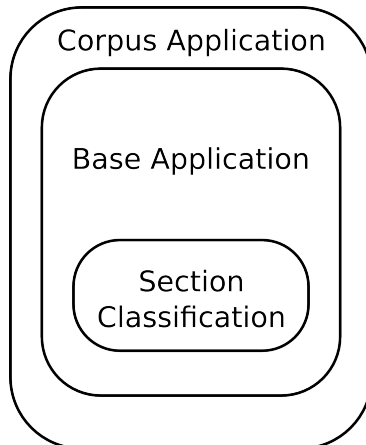 Corpus Application
Base Application
Section
Classification